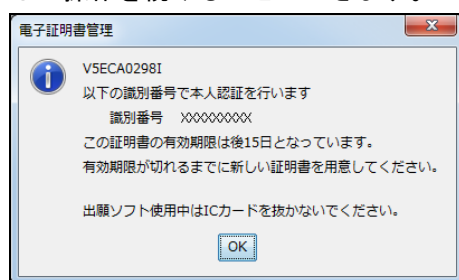 電子証明書管理
V5ECA0298I
以下の識別番号で本人認証を行います
識別番号 XXXXXXXXX
この証明書の有効期限は後15日となっています。
有効期限が切れるまでに新しい証明書を用意してください。
出願ソフト使用中はICカードを抜かないでください。
OK